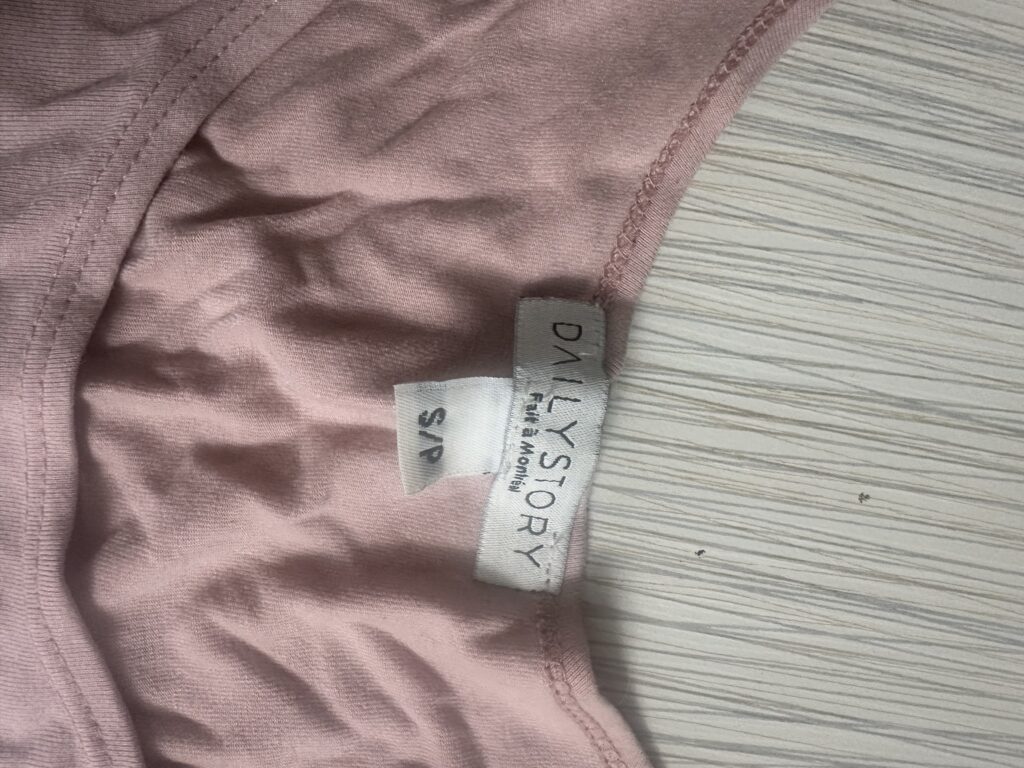 DAILYSTORY
Fait à Montréal
S/P